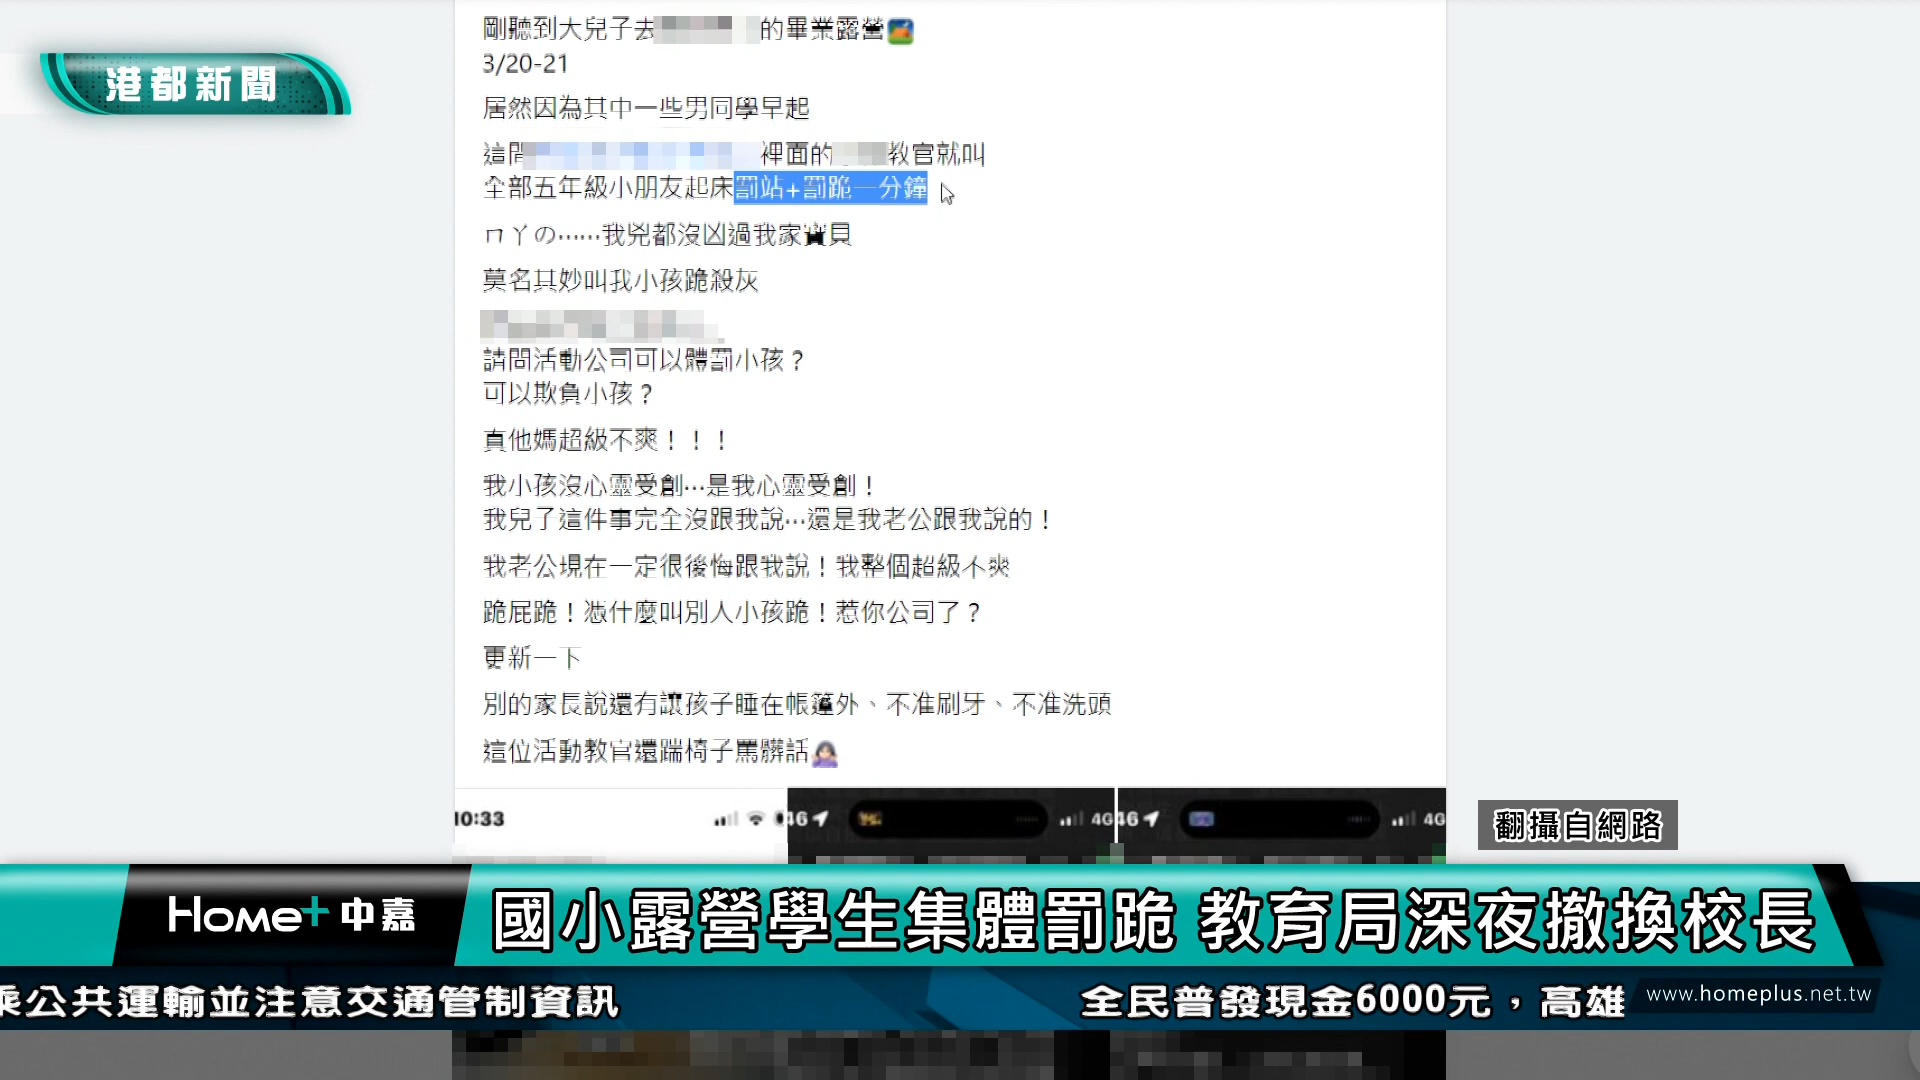 剛聽到大兒子去的畢業露營
3/20-21
居然因為其中一些男同學早起
這間裡面的教官就叫
全部五年級小朋友起床罰站+罰跪一分鐘
ㄇㄚの……我兇都沒凶過我家寶貝
莫名其妙叫我小孩跪殺灰
請問活動公司可以體罰小孩？
可以欺負小孩？
真他媽超級不爽！！！
我小孩沒心靈受創…是我心靈受創！
我兒子這件事完全沒跟我說…還是我老公跟我說的！
我老公現在一定很後悔跟我說！我整個超級不爽
跪屁跪！憑什麼叫別人小孩跪！惹你公司了？
更新一下
別的家長說還有讓孩子睡在帳篷外、不准刷牙、不准洗頭
這位活動教官還踹椅子罵髒話
港都新聞
10:33
46
4G
46
4G
翻攝自網路
Home+中嘉
國小露營學生集體罰跪 教育局深夜撤換校長
乘公共運輸並注意交通管制資訊
全民普發現金6000元，高雄
www.homeplus.net.tw